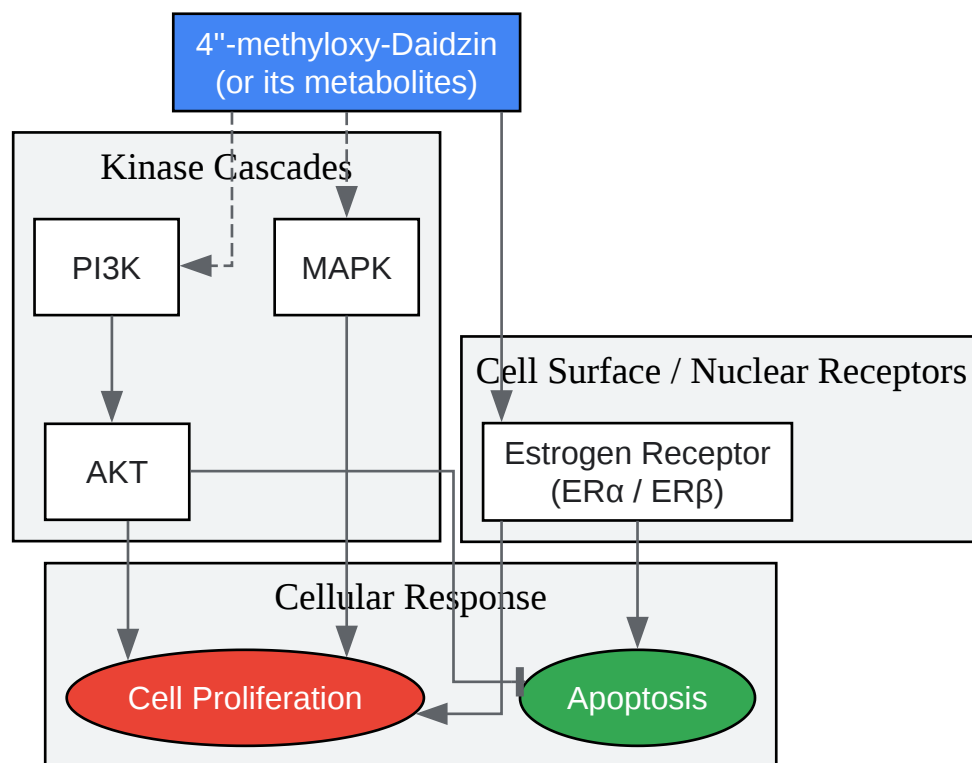 4"-methyloxy-Daidzin
(or its metabolites)
Kinase Cascades
PI3K
MAPK
Cell Surface / Nuclear Receptors
AKT
Estrogen Receptor
(ERα / ERβ)
Cellular Response
Cell Proliferation
Apoptosis